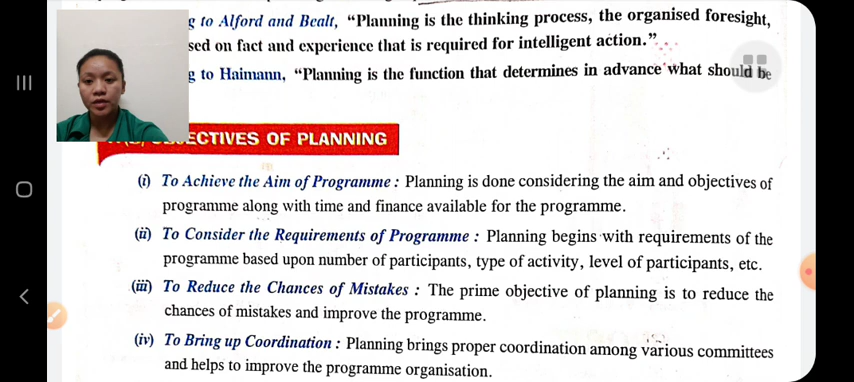 g to Alford and Bealt, “Planning is the thinking process, the organised foresight,
sed on fact and experience that is required for intelligent action.”
g to Haimann, “Planning is the function that determines in advance what should be
ECTIVES OF PLANNING
(i) To Achieve the Aim of Programme : Planning is done considering the aim and objectives of
programme along with time and finance available for the programme.
(ii) To Consider the Requirements of Programme : Planning begins with requirements of the
programme based upon number of participants, type of activity, level of participants, etc.
(iii) To Reduce the Chances of Mistakes : The prime objective of planning is to reduce the
chances of mistakes and improve the programme.
(iv) To Bring up Coordination : Planning brings proper coordination among various committees
and helps to improve the programme organisation.